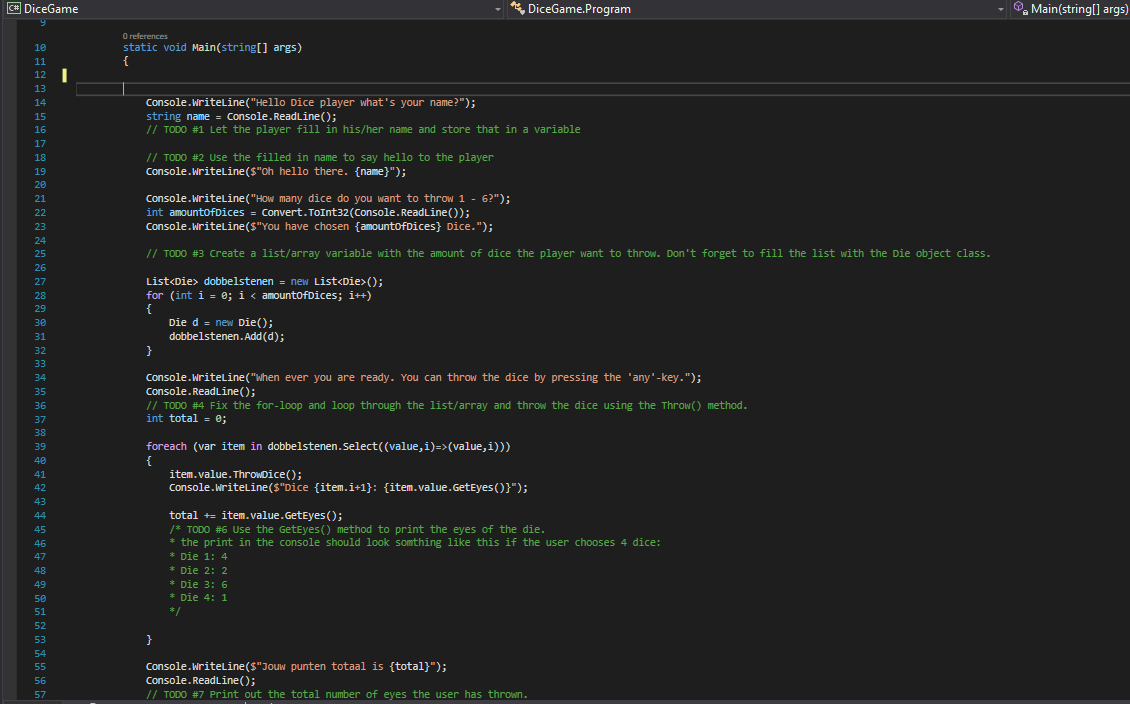 C# DiceGame DiceGame.Program Main(string[] args)
9
0 references
10 static void Main(string[] args)
11 {
12
13
14 Console.WriteLine("Hello Dice player what's your name?");
15 string name = Console.ReadLine();
16 // TODO #1 Let the player fill in his/her name and store that in a variable
17
18 // TODO #2 Use the filled in name to say hello to the player
19 Console.WriteLine($"Oh hello there. {name}");
20
21 Console.WriteLine("How many dice do you want to throw 1 - 6?");
22 int amountOfDices = Convert.ToInt32(Console.ReadLine());
23 Console.WriteLine($"You have chosen {amountOfDices} Dice.");
24
25 // TODO #3 Create a list/array variable with the amount of dice the player want to throw. Don't forget to fill the list with the Die object class.
26
27 List<Die> dobbelstenen = new List<Die>();
28 for (int i = 0; i < amountOfDices; i++)
29 {
30 Die d = new Die();
31 dobbelstenen.Add(d);
32 }
33
34 Console.WriteLine("When ever you are ready. You can throw the dice by pressing the 'any'-key.");
35 Console.ReadLine();
36 // TODO #4 Fix the for-loop and loop through the list/array and throw the dice using the Throw() method.
37 int total = 0;
38
39 foreach (var item in dobbelstenen.Select((value,i)=>(value,i)))
40 {
41 item.value.ThrowDice();
42 Console.WriteLine($"Dice {item.i+1}: {item.value.GetEyes()}");
43
44 total += item.value.GetEyes();
45 /* TODO #6 Use the GetEyes() method to print the eyes of the die.
46 * the print in the console should look somthing like this if the user chooses 4 dice:
47 * Die 1: 4
48 * Die 2: 2
49 * Die 3: 6
50 * Die 4: 1
51 */
52
53 }
54
55 Console.WriteLine($"Jouw punten totaal is {total}");
56 Console.ReadLine();
57 // TODO #7 Print out the total number of eyes the user has thrown.